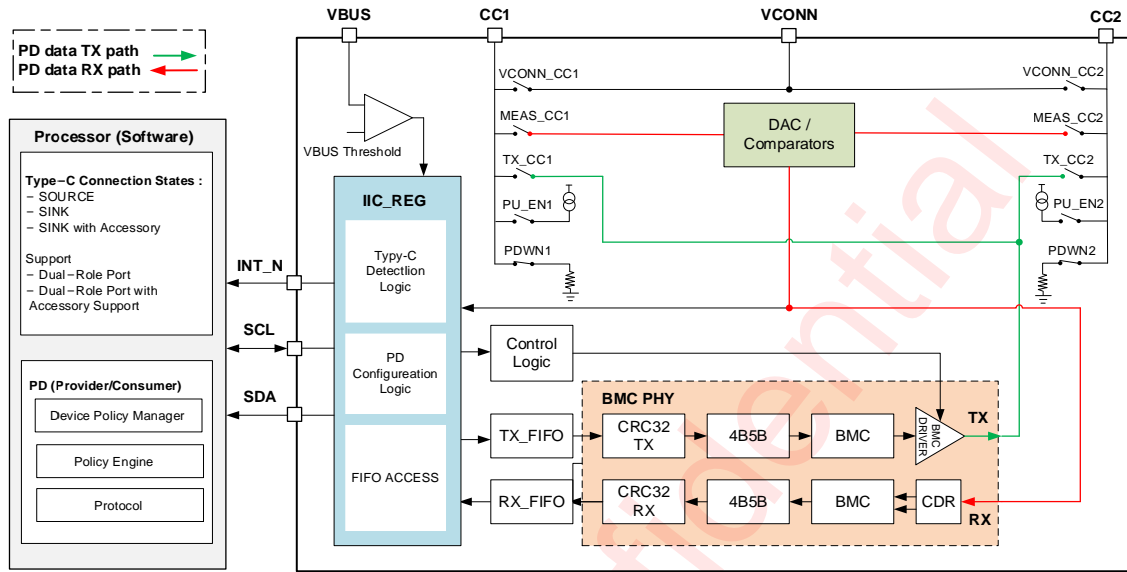 VBUS
CC1
VCONN
CC2
PD data TX path
PD data RX path
Processor (Software)
Type-C Connection States :
- SOURCE
- SINK
- SINK with Accessory
Support
- Dual-Role Port
- Dual-Role Port with
Accessory Support
PD (Provider/Consumer)
Device Policy Manager
Policy Engine
Protocol
INT_N
SCL
SDA
VBUS Threshold
IIC_REG
Typy-C
Detectlion
Logic
PD
Configureation
Logic
FIFO ACCESS
VCONN_CC1
MEAS_CC1
TX_CC1
PU_EN1
PDWN1
DAC /
Comparators
VCONN_CC2
MEAS_CC2
TX_CC2
PU_EN2
PDWN2
Control
Logic
BMC PHY
TX_FIFO
CRC32
TX
4B5B
BMC
BMC
DRIVER
TX
RX_FIFO
CRC32
RX
4B5B
BMC
CDR
RX
fidential